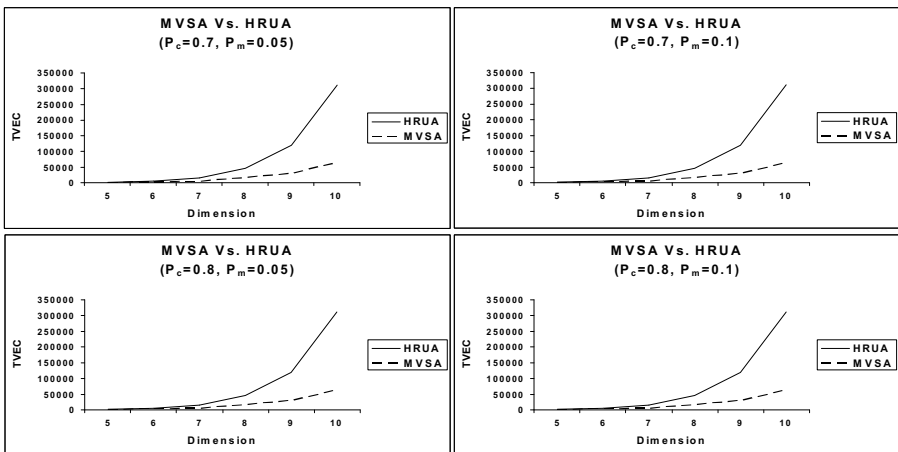 MVSA Vs. HRUA
(Pc=0.7, Pm=0.05)
350000
300000
250000
200000
150000
100000
50000
0
TVEC
5 6 7 8 9 10
Dimension
HRUA
MVSA
MVSA Vs. HRUA
(Pc=0.7, Pm=0.1)
350000
300000
250000
200000
150000
100000
50000
0
TVEC
5 6 7 8 9 10
Dimension
HRUA
MVSA
MVSA Vs. HRUA
(Pc=0.8, Pm=0.05)
350000
300000
250000
200000
150000
100000
50000
0
TVEC
5 6 7 8 9 10
Dimension
HRUA
MVSA
MVSA Vs. HRUA
(Pc=0.8, Pm=0.1)
350000
300000
250000
200000
150000
100000
50000
0
TVEC
5 6 7 8 9 10
Dimension
HRUA
MVSA